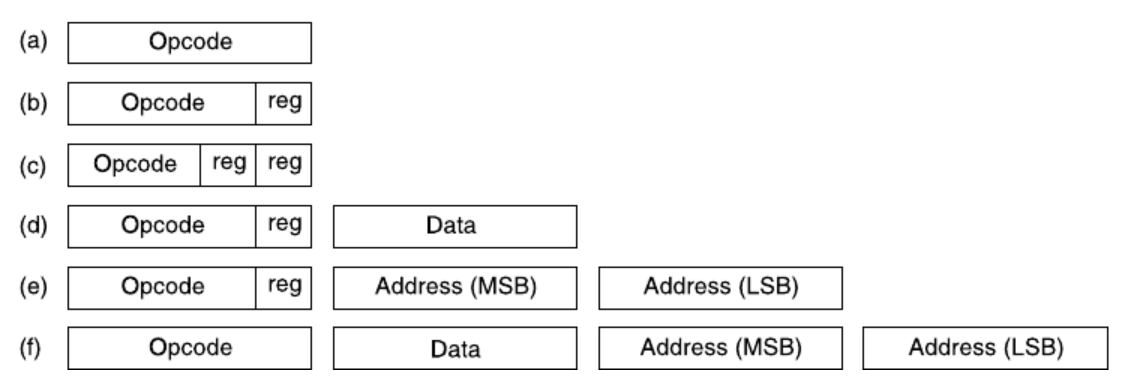 (a) Opcode
(b) Opcode reg
(c) Opcode reg reg
(d) Opcode reg Data
(e) Opcode reg Address (MSB) Address (LSB)
(f) Opcode Data Address (MSB) Address (LSB)